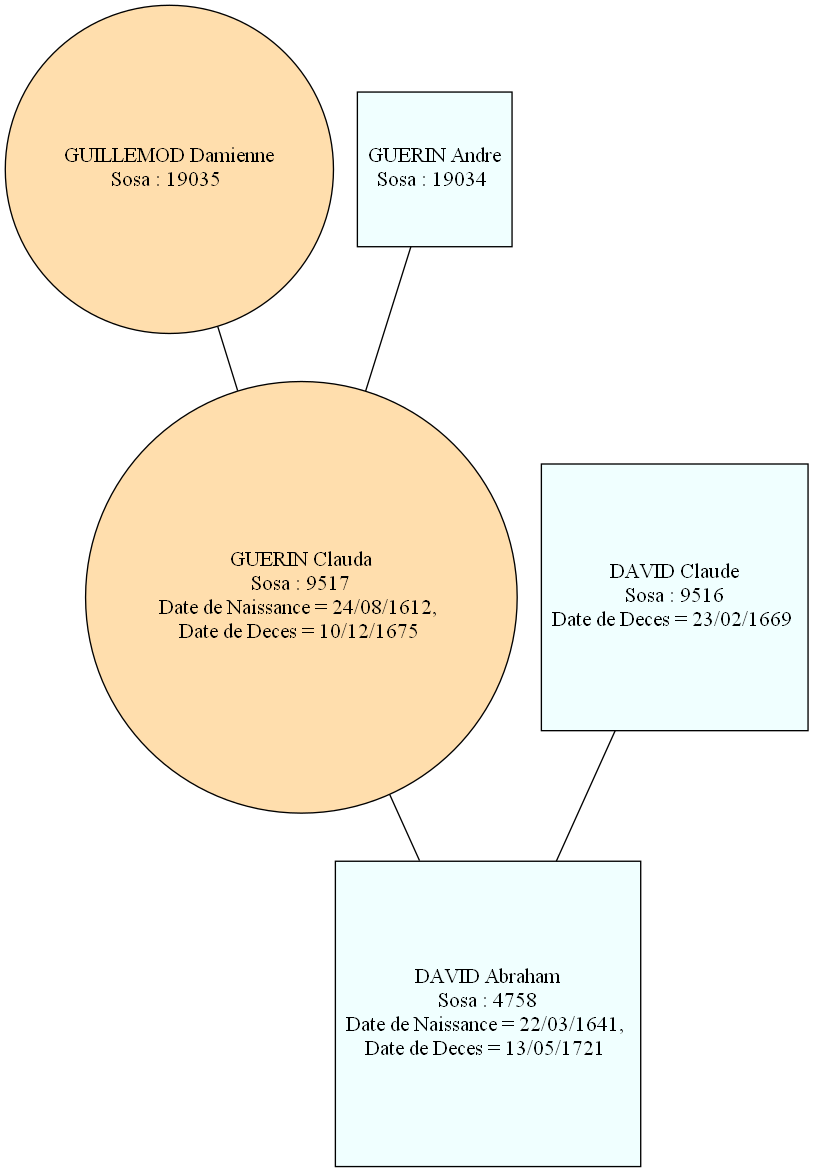 GUILLEMOD Damienne
Sosa : 19035
GUERIN Andre
Sosa : 19034
GUERIN Clauda
Sosa : 9517
Date de Naissance = 24/08/1612,
Date de Deces = 10/12/1675
DAVID Claude
Sosa : 9516
Date de Deces = 23/02/1669
DAVID Abraham
Sosa : 4758
Date de Naissance = 22/03/1641,
Date de Deces = 13/05/1721